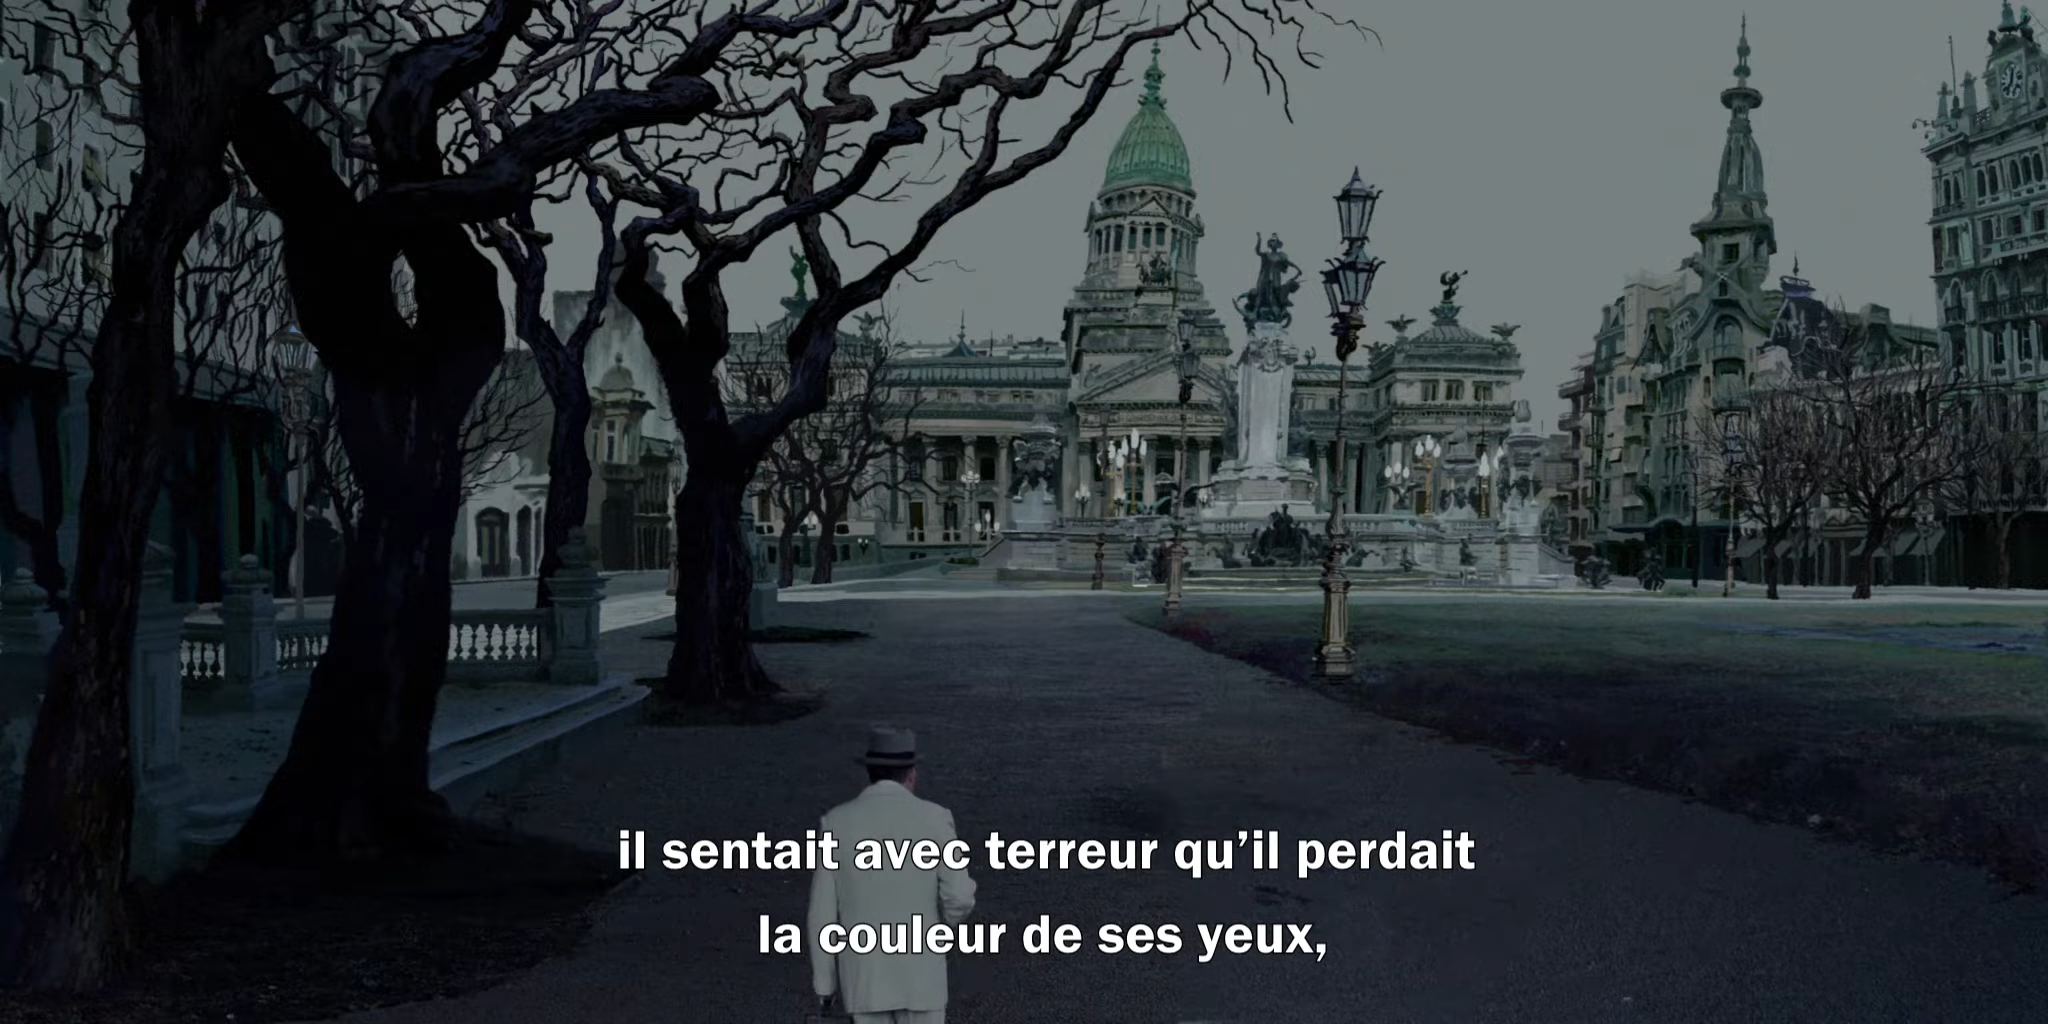 il sentait avec terreur qu’il perdait
la couleur de ses yeux,